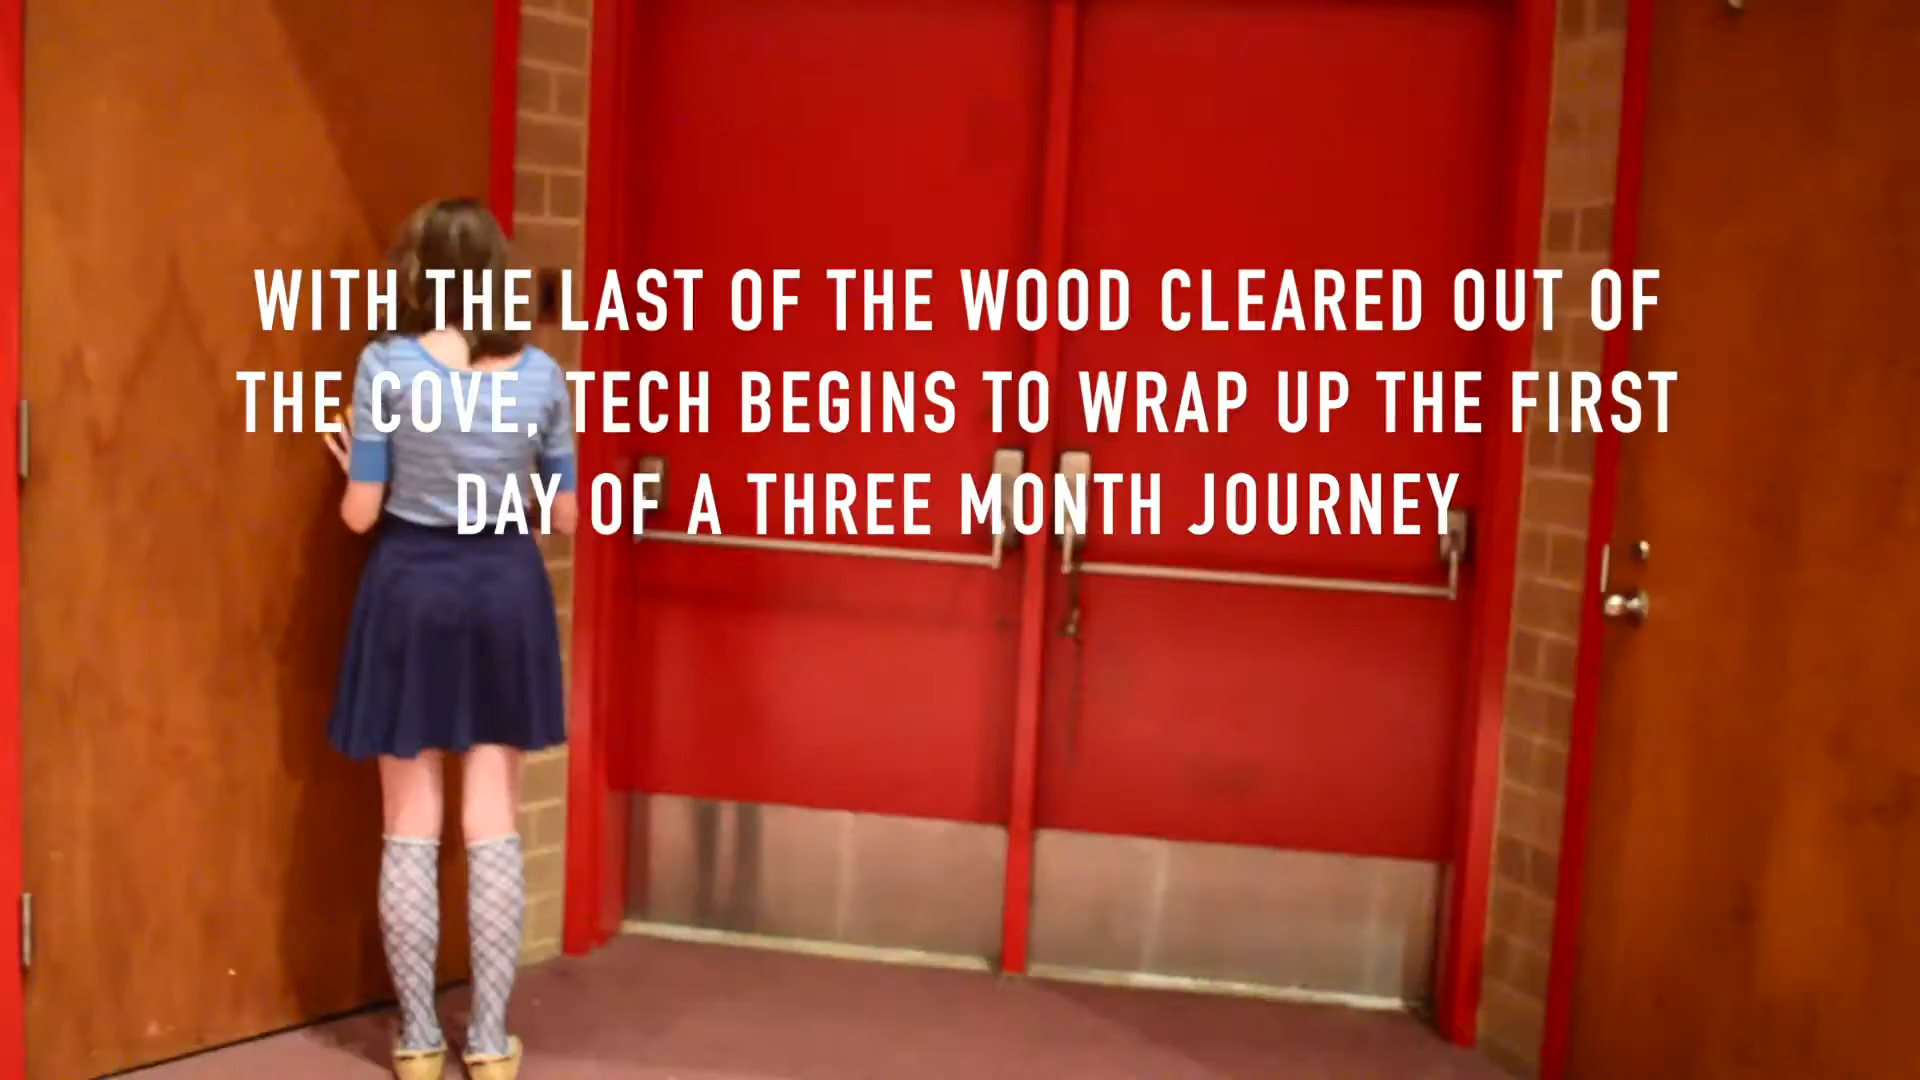 WITH THE LAST OF THE WOOD CLEARED OUT OF
THE COVE, TECH BEGINS TO WRAP UP THE FIRST
DAY OF A THREE MONTH JOURNEY